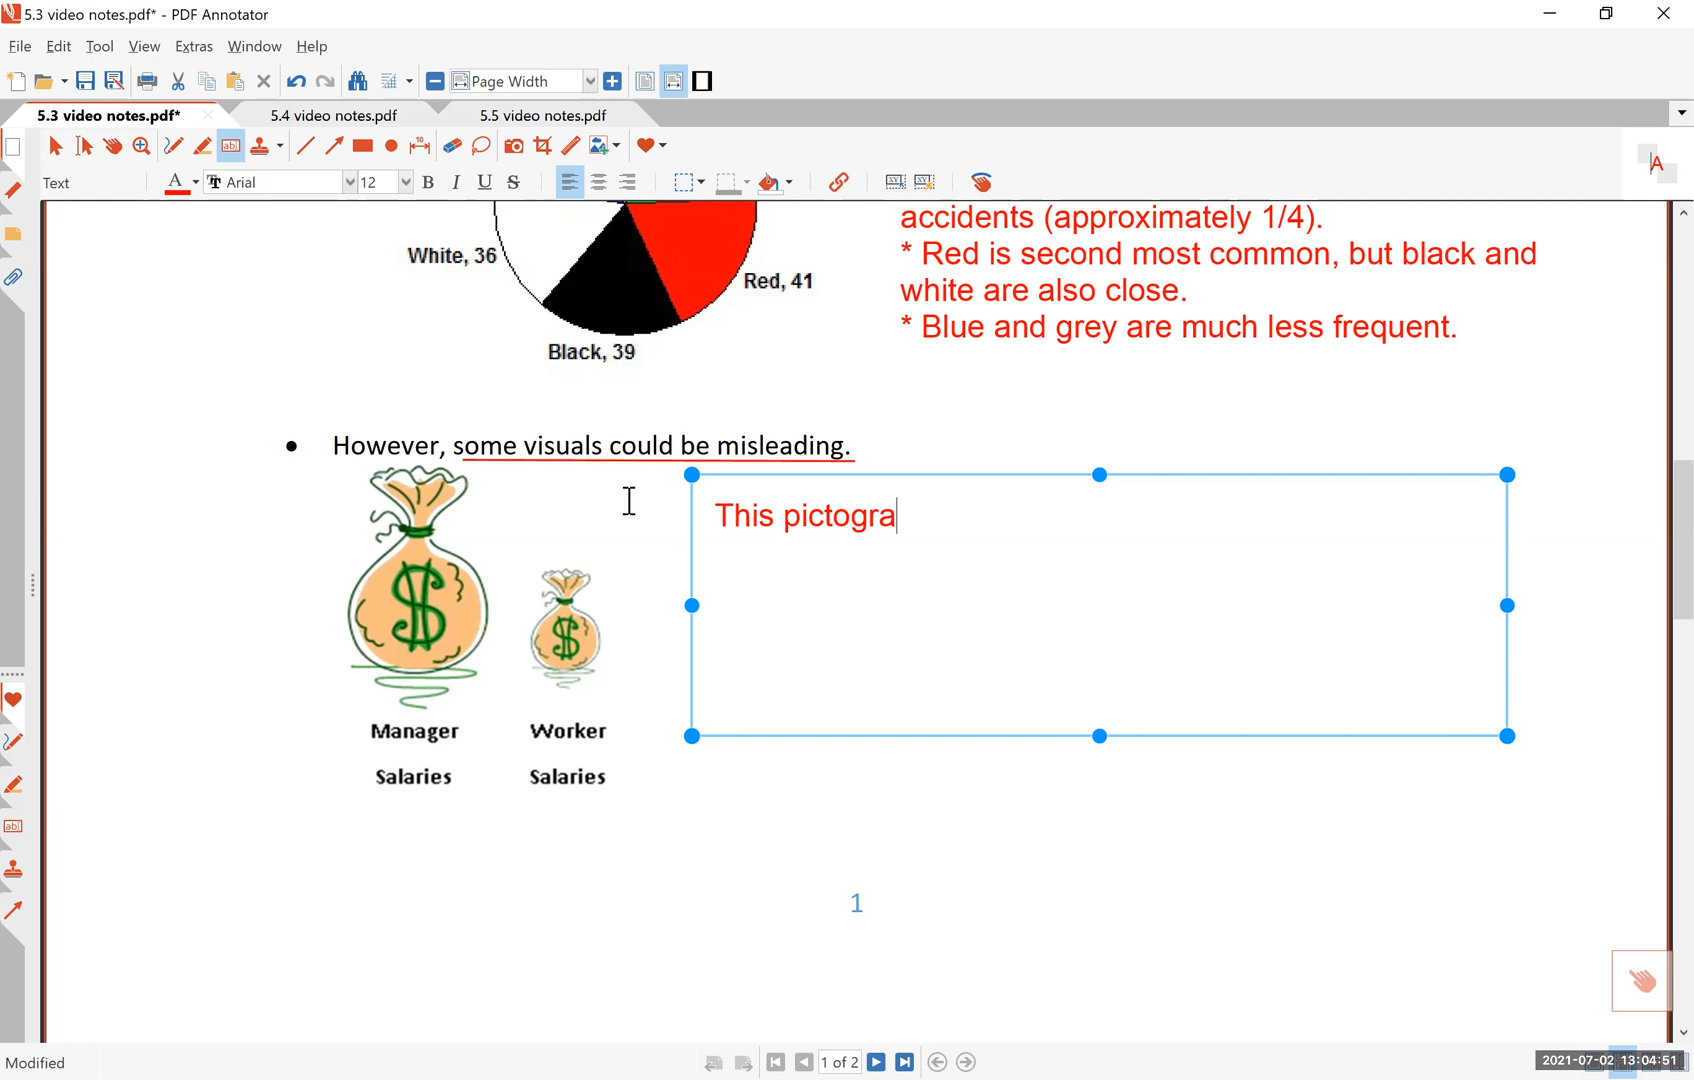 5.3 video notes.pdf* - PDF Annotator
File Edit Tool View Extras Window Help
Page Width
5.3 video notes.pdf* 5.4 video notes.pdf 5.5 video notes.pdf
Text A Arial 12 B I U S
accidents (approximately 1/4).
White, 36
* Red is second most common, but black and
Red, 41
white are also close.
* Blue and grey are much less frequent.
Black, 39
• However, some visuals could be misleading.
This pictogra
Manager Worker
Salaries Salaries
1
Modified 1 of 2 2021-07-02 13:04:51